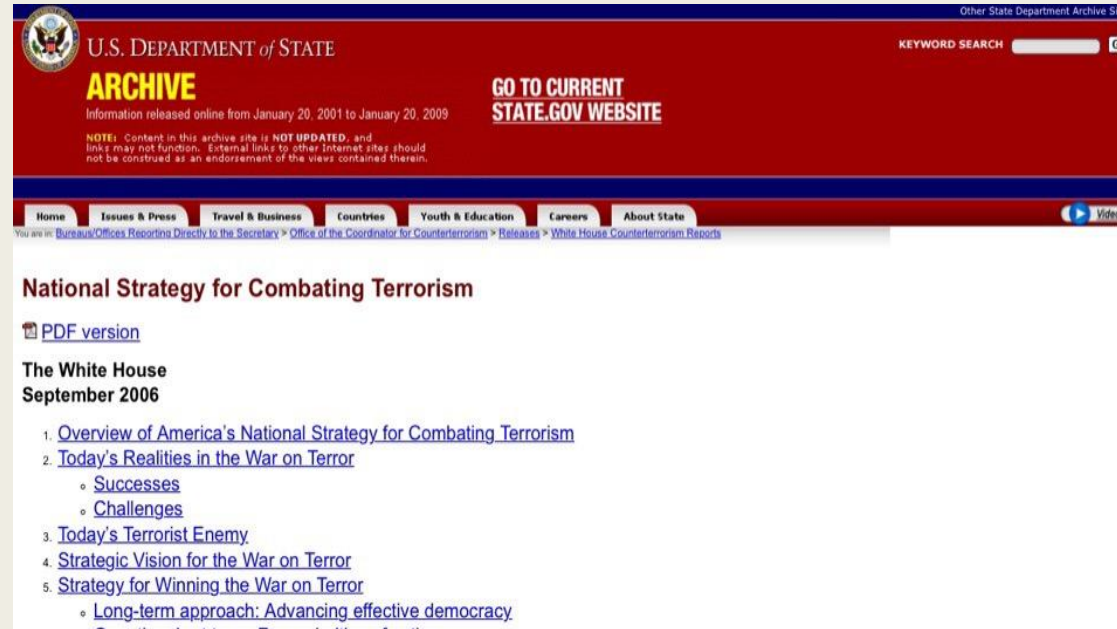 Other State Department Archive
U.S. DEPARTMENT of STATE
KEYWORD SEARCH
ARCHIVE
GO TO CURRENT
STATE.GOV WEBSITE
Information released online from January 20, 2001 to January 20, 2009
NOTE: Content in this archive site is NOT UPDATED, and
links may not function. External links to other Internet sites should
not be construed as an endorsement of the views contained therein.
Home Issues & Press Travel & Business Countries Youth & Education Careers About State
You are in: Bureaus/Offices Reporting Directly to the Secretary > Office of the Coordinator for Counterterrorism > Releases > White House Counterterrorism Reports
National Strategy for Combating Terrorism
PDF version
The White House
September 2006
1. Overview of America's National Strategy for Combating Terrorism
2. Today's Realities in the War on Terror
◦ Successes
◦ Challenges
3. Today's Terrorist Enemy
4. Strategic Vision for the War on Terror
5. Strategy for Winning the War on Terror
◦ Long-term approach: Advancing effective democracy